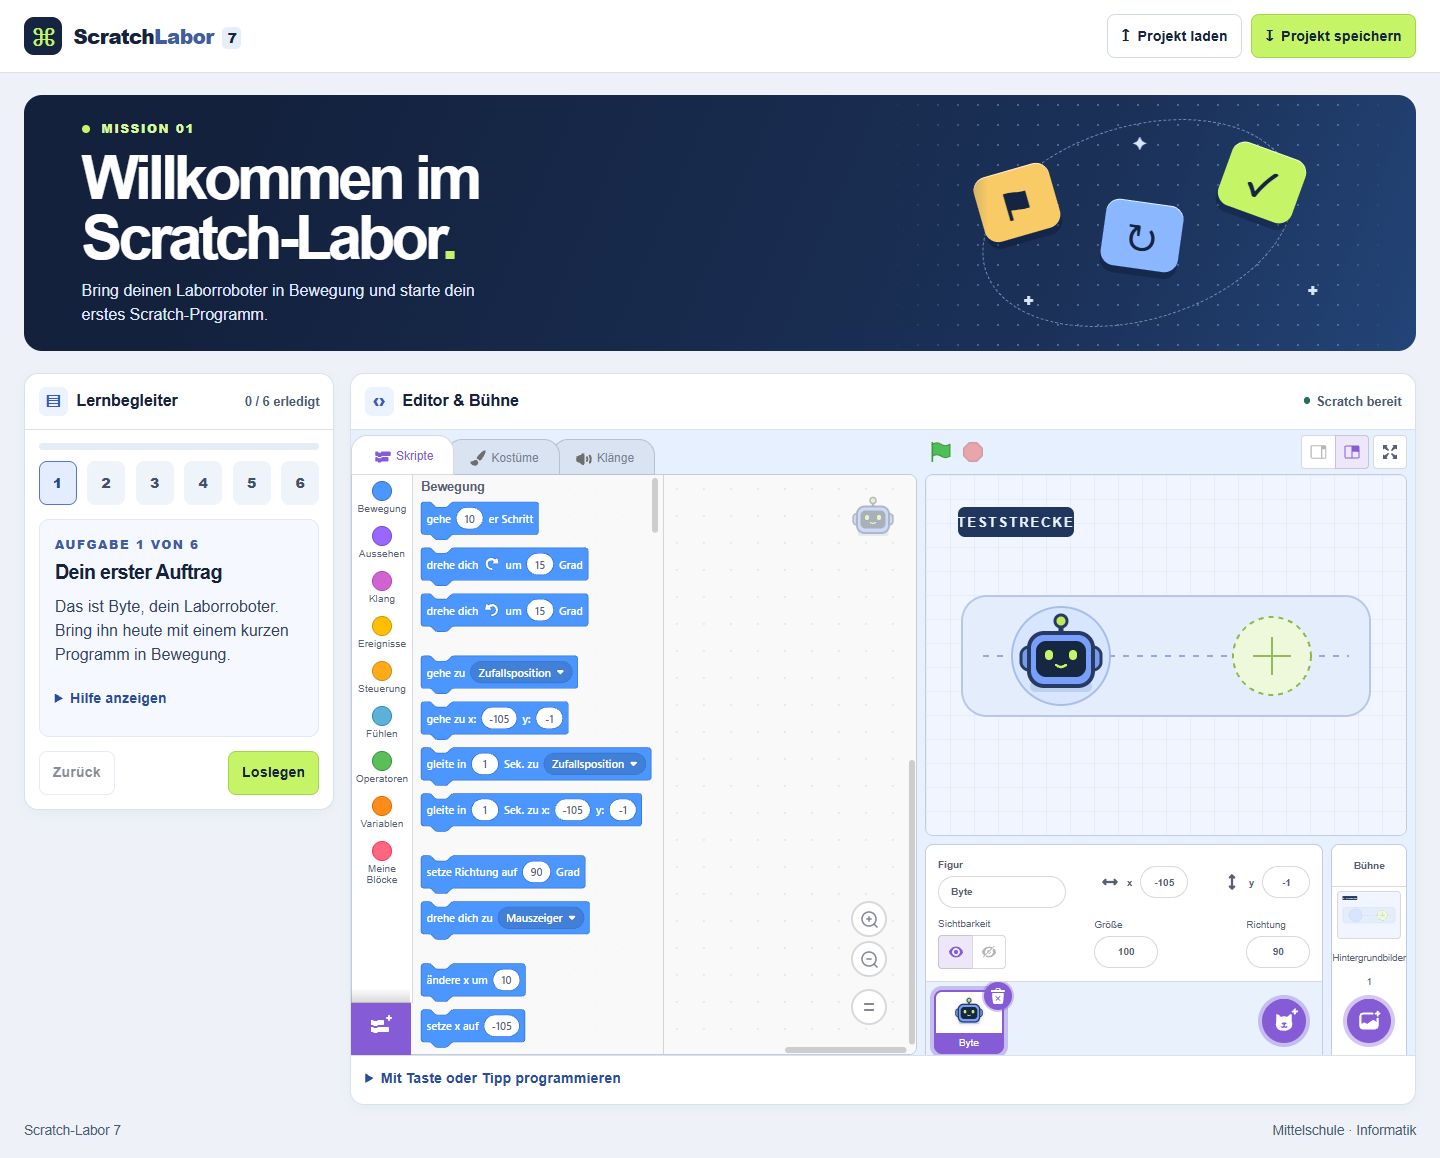 ScratchLabor 7
Projekt laden
Projekt speichern
MISSION 01
Willkommen im
Scratch-Labor.
Bring deinen Laborroboter in Bewegung und starte dein
erstes Scratch-Programm.
Lernbegleiter
0 / 6 erledigt
1 2 3 4 5 6
AUFGABE 1 VON 6
Dein erster Auftrag
Das ist Byte, dein Laborroboter.
Bring ihn heute mit einem kurzen
Programm in Bewegung.
Hilfe anzeigen
Zurück
Loslegen
Editor & Bühne
Scratch bereit
Skripte
Kostüme
Klänge
Bewegung
Aussehen
Klang
Ereignisse
Steuerung
Fühlen
Operatoren
Variablen
Meine
Blöcke
Bewegung
gehe 10 er Schritt
drehe dich um 15 Grad
drehe dich um 15 Grad
gehe zu Zufallsposition
gehe zu x: -105 y: -1
gleite in 1 Sek. zu Zufallsposition
gleite in 1 Sek. zu x: -105 y: -1
setze Richtung auf 90 Grad
drehe dich zu Mauszeiger
ändere x um 10
setze x auf -105
TESTSTRECKE
Figur
Byte
x -105
y -1
Sichtbarkeit
Größe
100
Richtung
90
Byte
Bühne
Hintergrundbilder
1
Mit Taste oder Tipp programmieren
Scratch-Labor 7
Mittelschule · Informatik